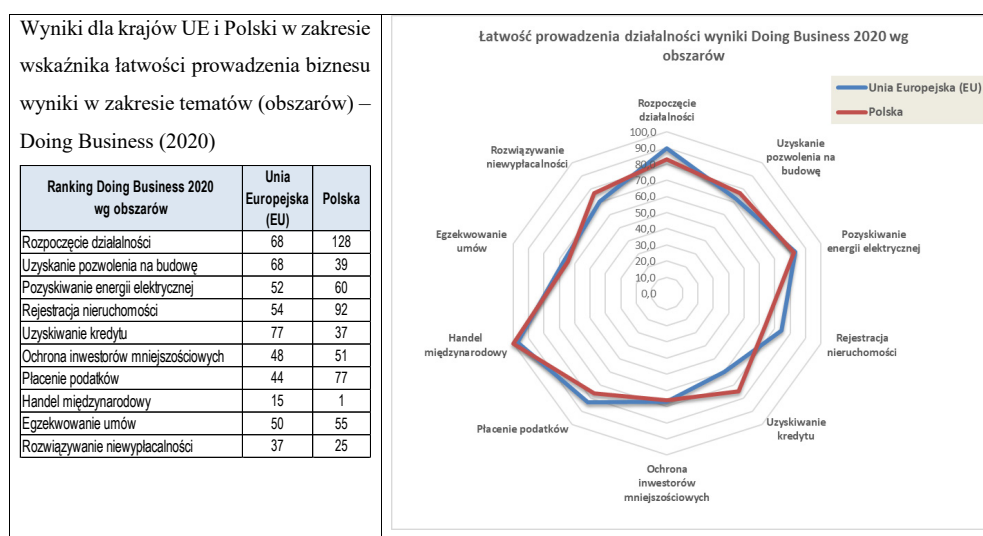 Wyniki dla krajów UE i Polski w zakresie
wskaźnika łatwości prowadzenia biznesu
wyniki w zakresie tematów (obszarów) –
Doing Business (2020)
Ranking Doing Business 2020
wg obszarów
Unia
Europejska
(EU)
Polska
Rozpoczęcie działalności 68 128
Uzyskanie pozwolenia na budowę 68 39
Pozyskiwanie energii elektrycznej 52 60
Rejestracja nieruchomości 54 92
Uzyskiwanie kredytu 77 37
Ochrona inwestorów mniejszościowych 48 51
Płacenie podatków 44 77
Handel międzynarodowy 15 1
Egzekwowanie umów 50 55
Rozwiązywanie niewypłacalności 37 25
Łatwość prowadzenia działalności wyniki Doing Business 2020 wg
obszarów
Unia Europejska (EU)
Polska
Rozpoczęcie
działalności
Uzyskanie
pozwolenia na
budowę
Pozyskiwanie
energii elektrycznej
Rejestracja
nieruchomości
Uzyskiwanie
kredytu
Ochrona
inwestorów
mniejszościowych
Płacenie podatków
Handel
międzynarodowy
Egzekwowanie
umów
Rozwiązywanie
niewypłacalności
100,0
90,0
80,0
70,0
60,0
50,0
40,0
30,0
20,0
10,0
0,0